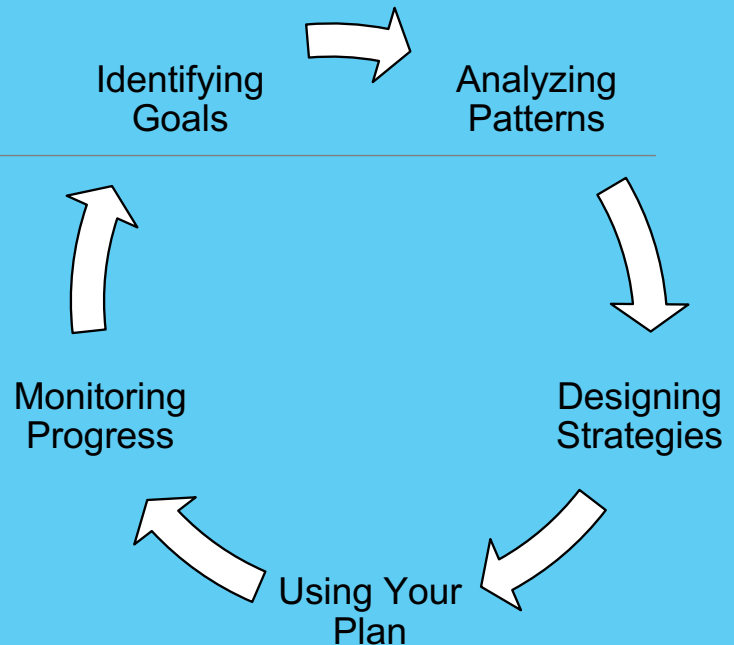 Identifying
Goals
Analyzing
Patterns
Designing
Strategies
Using Your
Plan
Monitoring
Progress